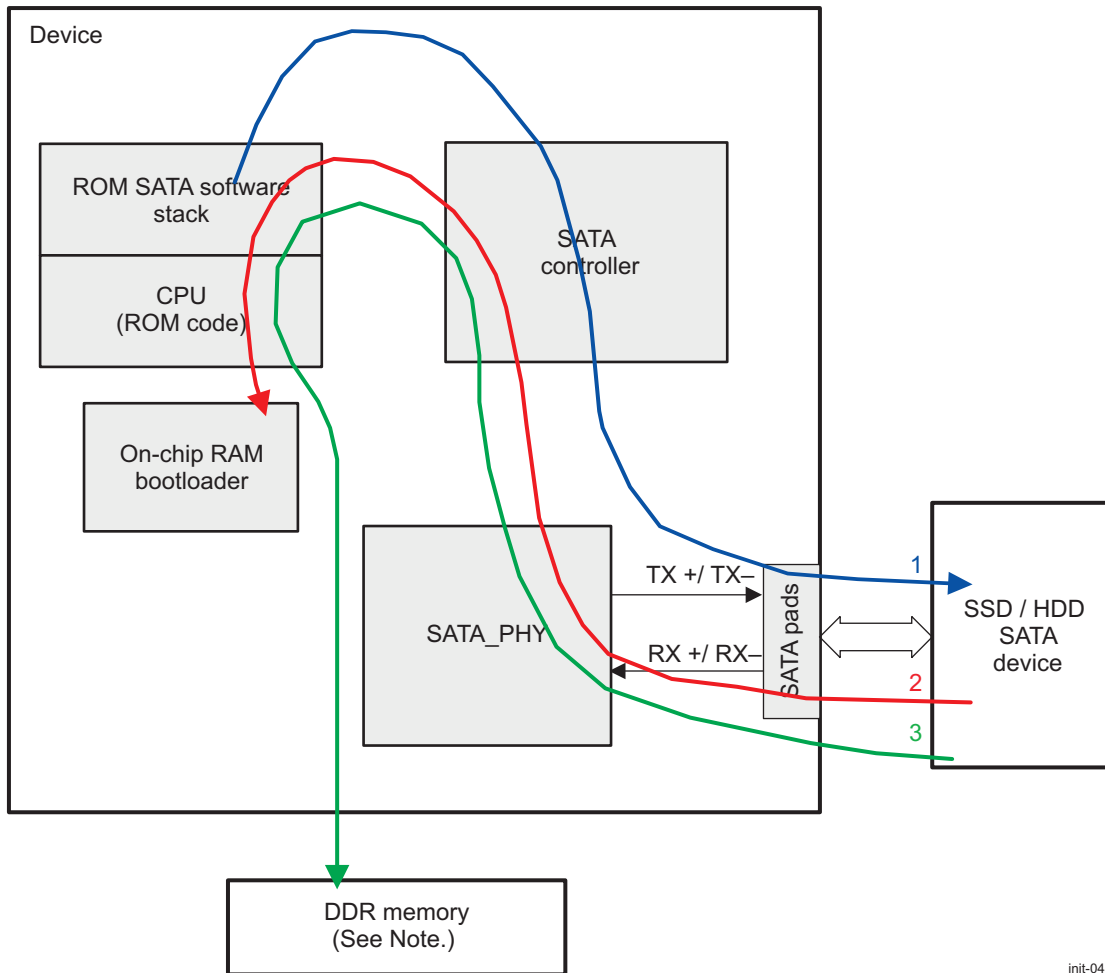 Device
ROM SATA software
stack
CPU
(ROM code)
SATA
controller
On-chip RAM
bootloader
SATA_PHY
TX +/ TX–
RX +/ RX–
SATA pads
1
2
3
SSD / HDD
SATA
device
DDR memory
(See Note.)
init-04